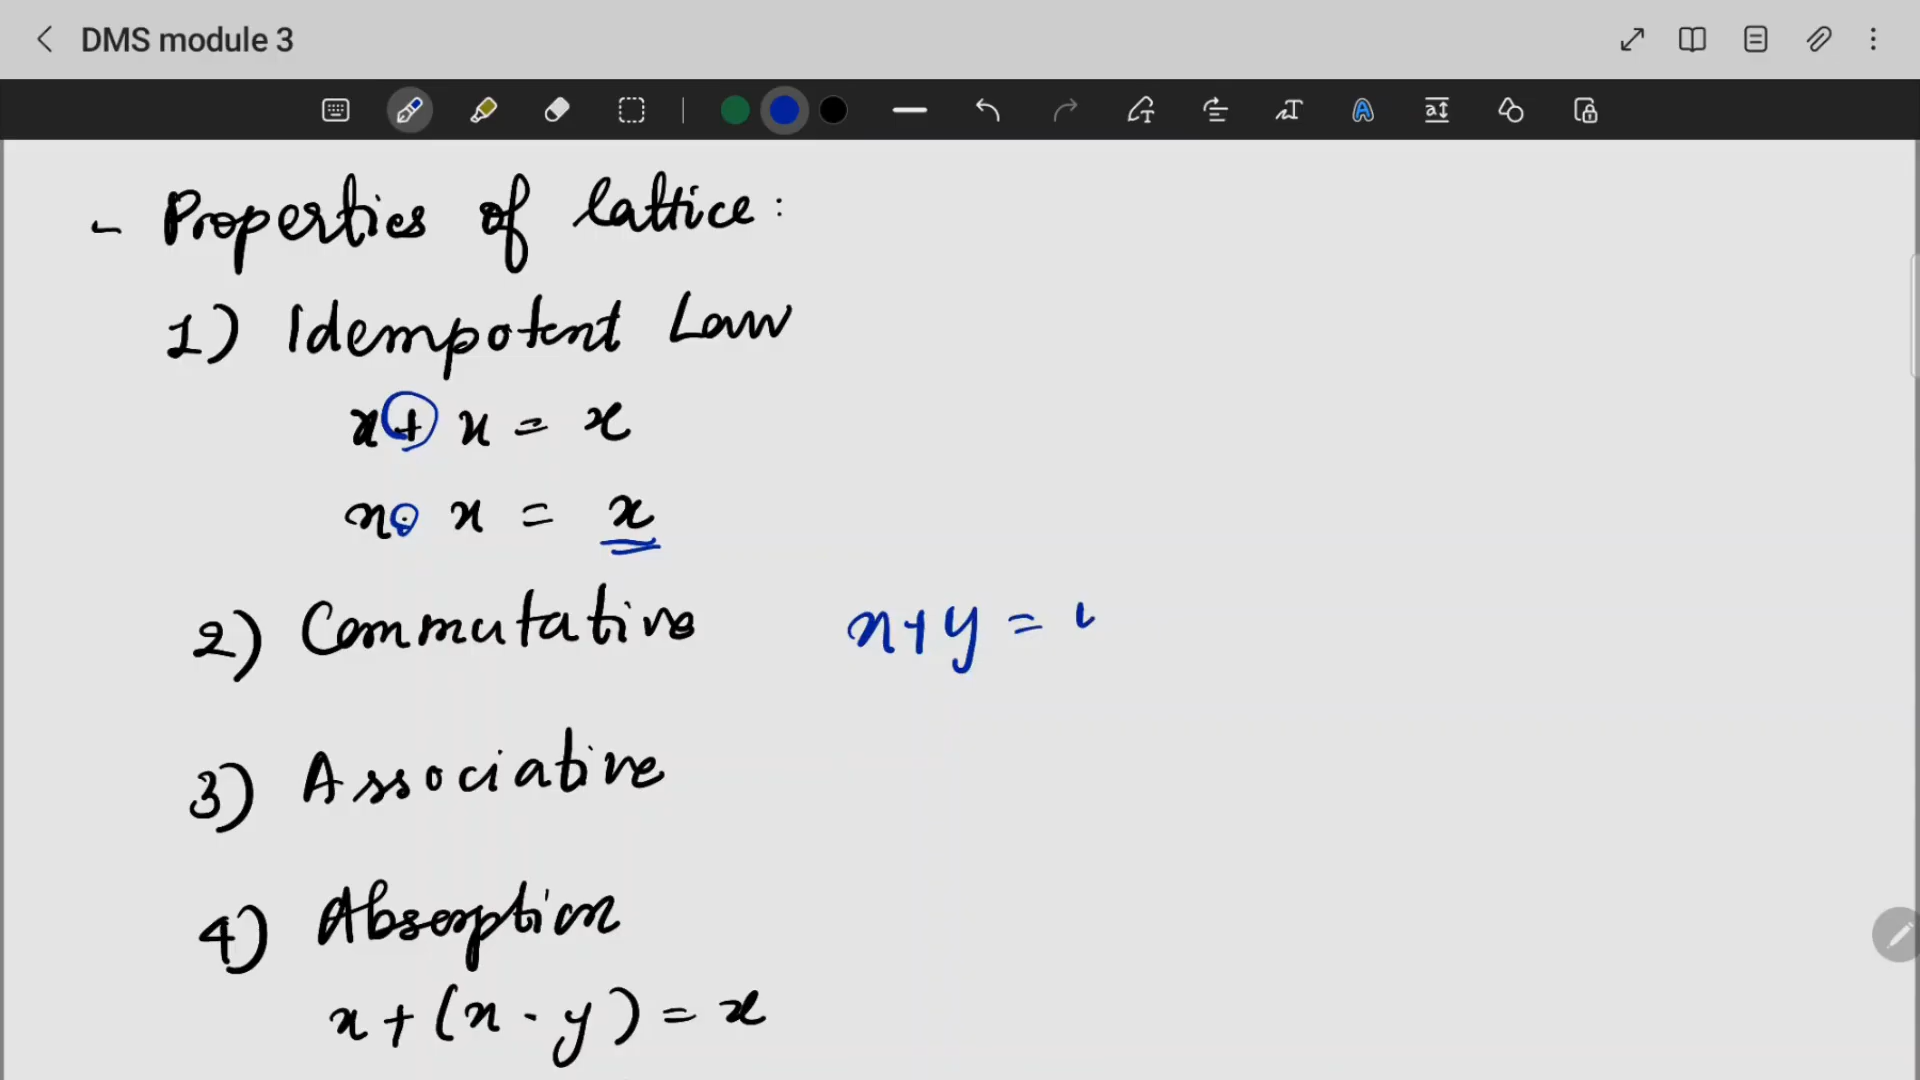 DMS module 3
- Properties of lattice:
1) Idempotent Law
x + x = x
x · x = x
2) Commutative x+y =
3) Associative
4) Absorption
x + (x · y) = x